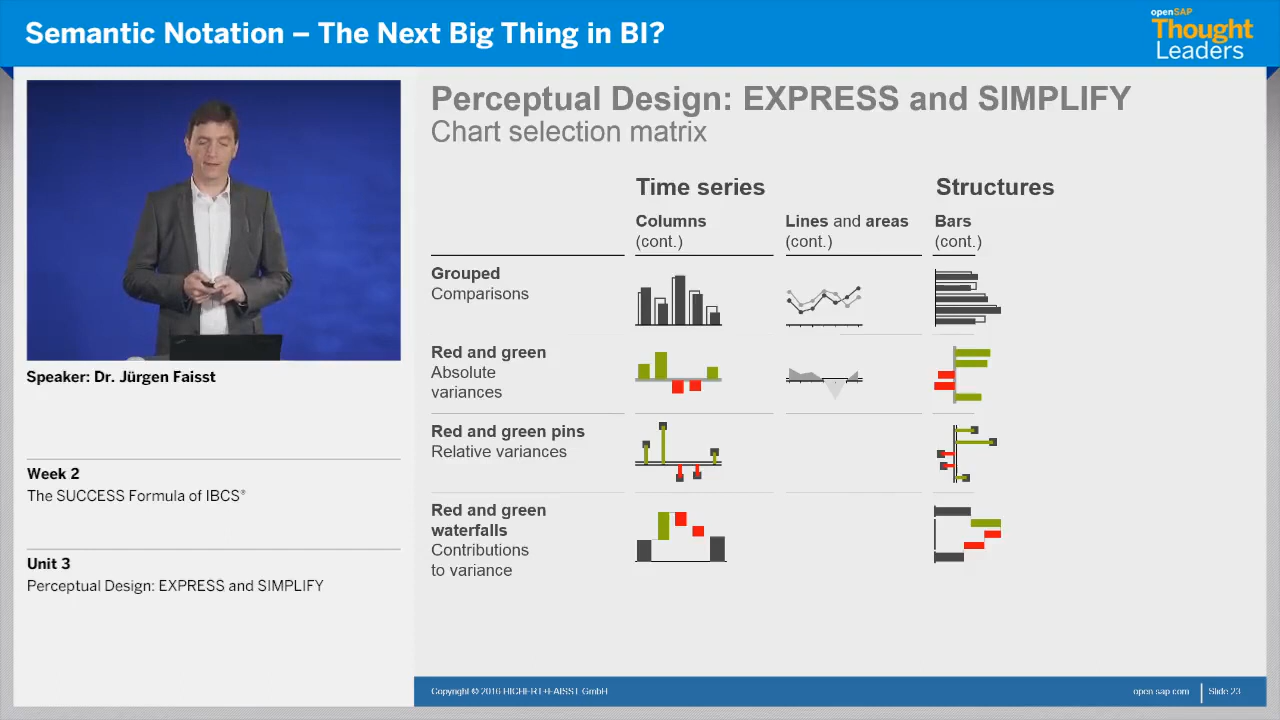 Semantic Notation – The Next Big Thing in BI?
openSAP
Thought
Leaders
Perceptual Design: EXPRESS and SIMPLIFY
Chart selection matrix
Time series
Structures
Columns
(cont.)
Lines and areas
(cont.)
Bars
(cont.)
Grouped
Comparisons
Red and green
Absolute
variances
Red and green pins
Relative variances
Red and green
waterfalls
Contributions
to variance
Speaker: Dr. Jürgen Faisst
Week 2
The SUCCESS Formula of IBCS®
Unit 3
Perceptual Design: EXPRESS and SIMPLIFY
Copyright © 2016 HICHERT+FAISST GmbH
open.sap.com
Slide 23